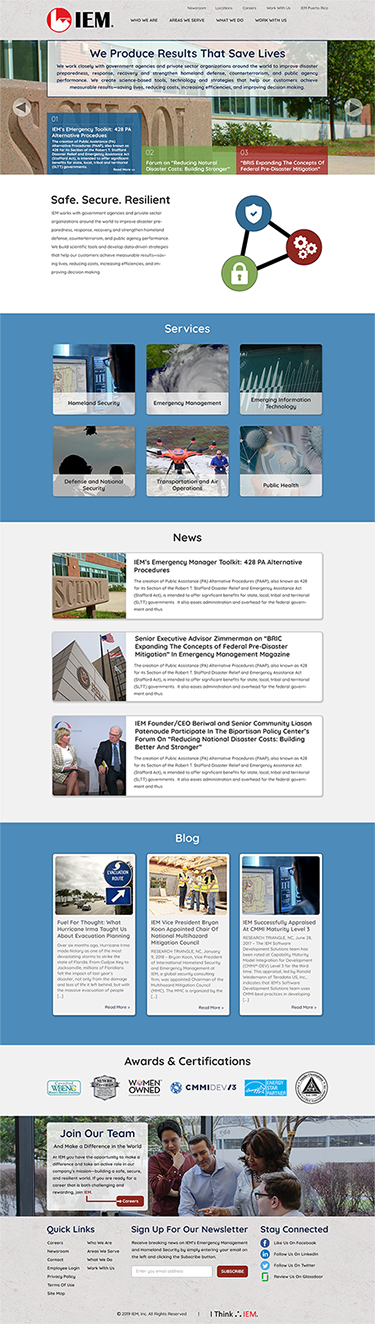 Newsroom | Locations Careers Work With Us IEM Puerto Rico
IEM.
WHO WE ARE AREAS WE SERVE WHAT WE DO WORK WITH US
We Produce Results That Save Lives
We work closely with government agencies and private sector organizations around the world to improve disaster
preparedness, response, recovery and strengthen homeland defense, counterterrorism, and public agency
performance. We create science-based tools, technology and strategies that help our customers achieve
measurable results—saving lives, reducing costs, increasing efficiencies, and improving decision making.
01
IEM's EMergency Toolkit: 428 PA
Alternative Procedues
The creation of Public Assistance (PA)
Alternative Procedures (PAAP), also known as
428 for its Section of the Robert T. Stafford
Disaster Relief and Emergency Assistance Act
(Stafford Act), is intended to offer significant
benefits for state, local, tribal and territorial
(SLTT) governments.
Read More >>
02
Forum on "Reducing Natural
Disaster Costs: Building Stronger"
03
"BRIS Expanding The Concepts Of
Federal Pre-Disaster Mitigation"
SCHOOL
Safe. Secure. Resilient
IEM works with government agencies and private sector
organizations around the world to improve disaster pre-
paredness, response, recovery and strengthen homeland
defense, counterterrorism, and public agency performance.
We build scientific tools and develop data-driven strategies
that help our customers achieve measurable results—sav-
ing lives, reducing costs, increasing efficiencies, and im-
proving decision making.
Services
Homeland Security
Emergency Management
Emerging Information
Technology
Defense and National
Security
Transportation and Air
Operations
Public Health
News
SCHOOL
IEM's Emergency Manager Toolkit: 428 PA Alternative
Procedures
The creation of Public Assistance (PA) Alternative Procedures (PAAP), also known as 428
for its Section of the Robert T. Stafford Disaster Relief and Emergency Assistance Act
(Stafford Act), is intended to offer significant benefits for state, local, tribal and territorial
(SLTT) governments. It also eases administration and overhead for the federal govern-
ment and thus
Senior Executive Advisor Zimmerman on "BRIC
Expanding The Concepts of Federal Pre-Disaster
Mitigation" In Emergency Management Magazine
The creation of Public Assistance (PA) Alternative Procedures (PAAP), also known as 428
for its Section of the Robert T. Stafford Disaster Relief and Emergency Assistance Act
(Stafford Act), is intended to offer significant benefits for state, local, tribal and territorial
(SLTT) governments. It also eases administration and overhead for the federal govern-
ment and thus
IEM Founder/CEO Beriwal and Senior Community Liason
Patenaude Participate In The Bipartisan Policy Center's
Forum On "Reducing National Disaster Costs: Building
Better And Stronger"
The creation of Public Assistance (PA) Alternative Procedures (PAAP), also known as 428
for its Section of the Robert T. Stafford Disaster Relief and Emergency Assistance Act
(Stafford Act), is intended to offer significant benefits for state, local, tribal and territorial
(SLTT) governments. It also eases administration and overhead for the federal govern-
ment and thus
Blog
EVACUATION
ROUTE
Fuel For Thought: What
Hurricane Irma Taught Us
About Evacuation Planning
Over six months ago, Hurricane Irma
made history as one of the most
devastating storms to strike the
state of Florida. From Cudjoe Key to
Jacksonville, millions of Floridians
felt the impact of last year's
disaster, not only from the damage
and loss of life it left behind, but with
the massive evacuation of people
[...]
Read More »
IEM Vice President Bryan
Koon Appointed Chair Of
National Multihazard
Mitigation Council
RESEARCH TRIANGLE, NC, January
9, 2018 – Bryan Koon, Vice
President of International Homeland
Security and Emergency
Management at IEM, a global security consulting
firm, was appointed Chairman of the
Multihazard Mitigation Council
(MMC). The MMC is organized by the
[...]
Read More »
IEM Successfully Appraised
At CMMI Maturity Level 3
RESEARCH TRIANGLE, NC, June 28,
2017 – The IEM Software
Development Solutions team has
been rated at Capability Maturity
Model Integration for Development
(CMMI®-DEV) Level 3 for the third
time. This appraisal, led by Ronald
Weidemann of Teradata US, Inc.,
indicates that IEM's Software
Development Solutions team uses
CMMI best practices in developing
[...]
Read More »
Awards & Certifications
WBENC
WOMEN
OWNED
CMMIDEV/3
ENERGY
STAR
PARTNER
Join Our Team
And Make a Difference in the World
At IEM you have the opportunity to make a
difference and take an active role in our
company's mission—building a safe, secure,
and resilient world. If you are ready for a
career that is both challenging and
rewarding, join IEM.
Careers
Quick Links
Careers Who We Are
Newsroom Areas We Serve
Contact What We Do
Employee Login Work With Us
Privacy Policy
Terms Of Use
Site Map
Sign Up For Our Newsletter
Receive breaking news on IEM's Emergency Management
and Homeland Security by simply entering your email
on the left and clicking the Subscribe button.
Enter you email address
SUBSCRIBE
Stay Connected
Like Us On Facebook
Follow Us On LinkedIn
Follow Us On Twitter
Review Us On Glassdoor
© 2019 IEM, Inc. All Rights Reserved | I Think IEM.